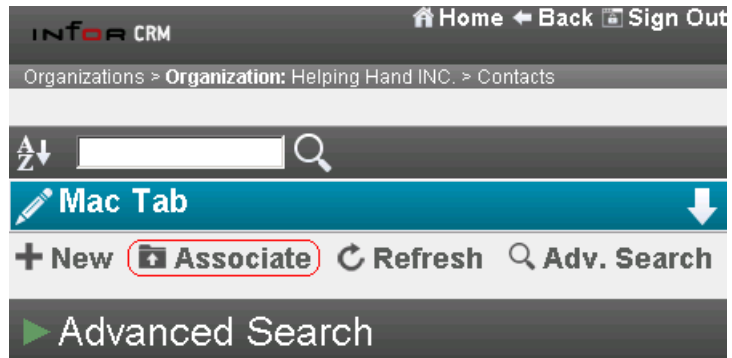 infor CRM
Home Back Sign Out
Organizations > Organization: Helping Hand INC. > Contacts
A
Z
Mac Tab
New Associate Refresh Adv. Search
Advanced Search